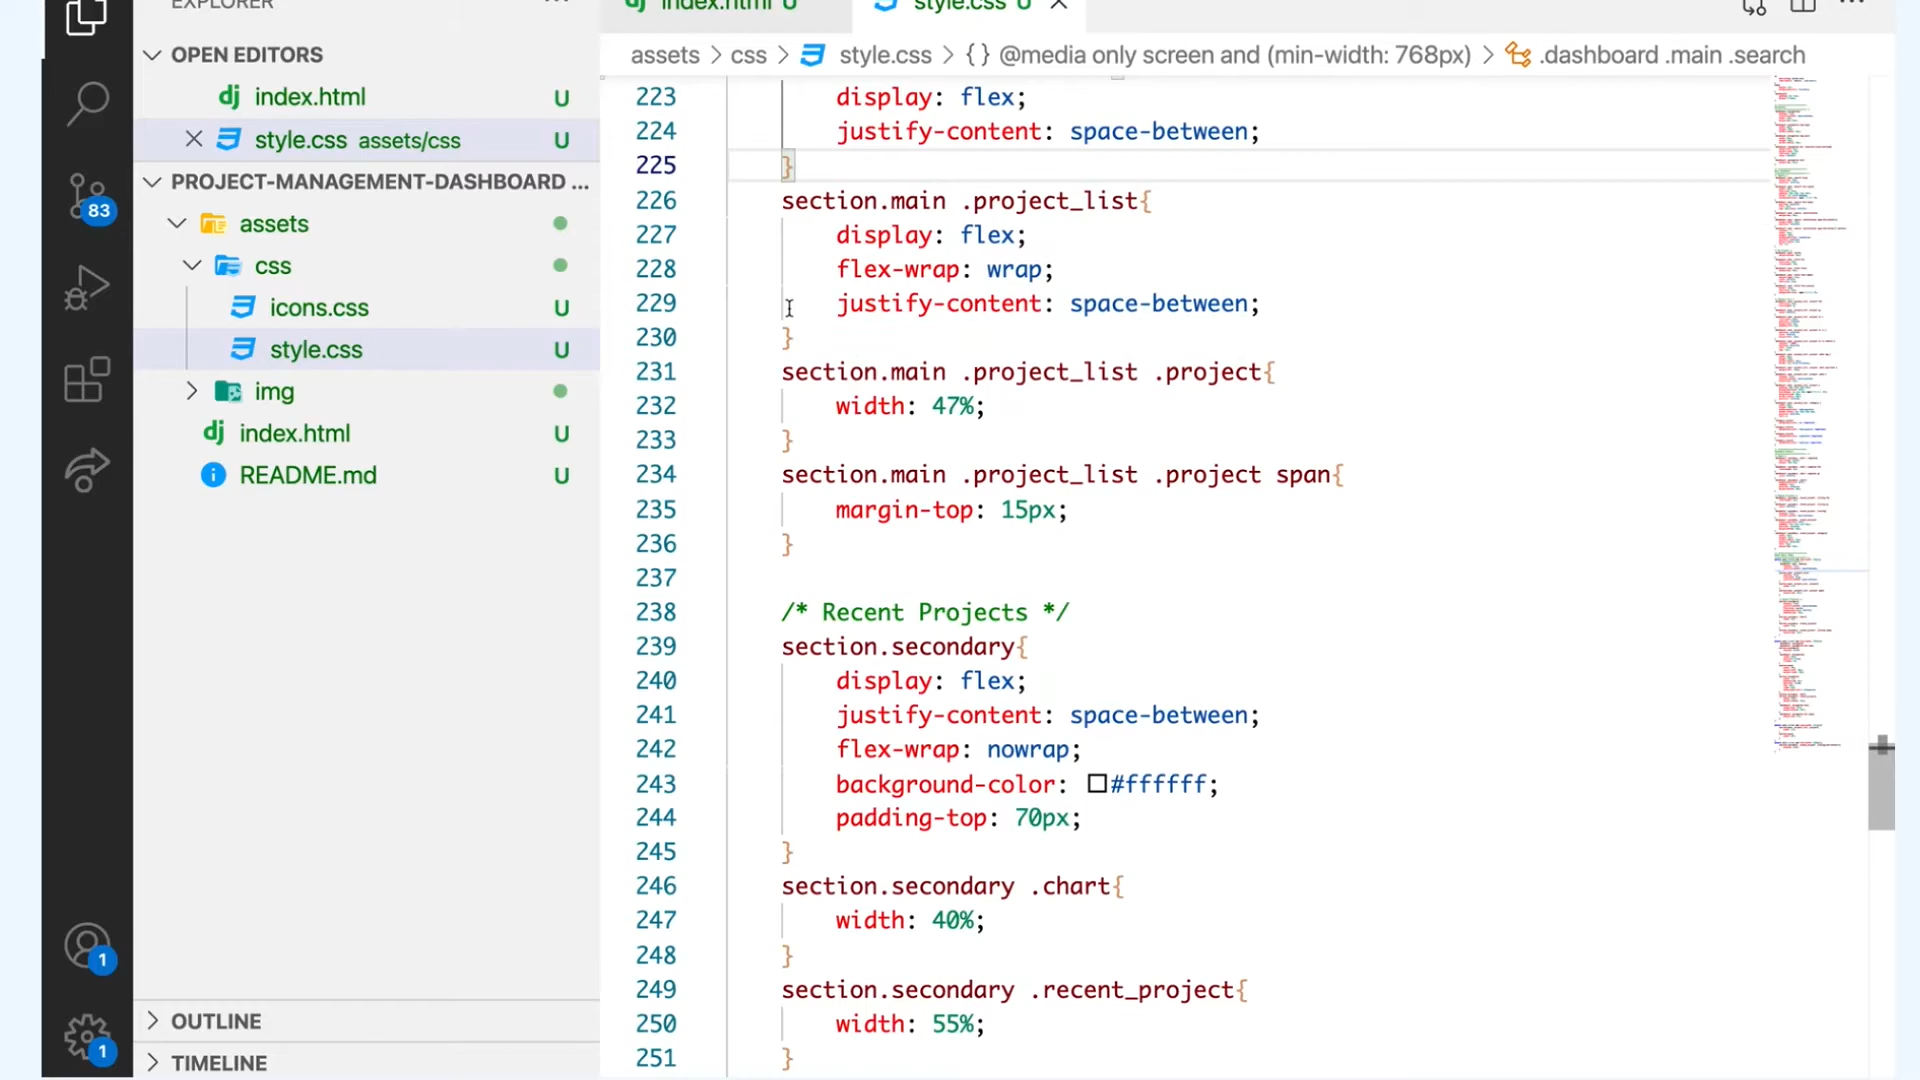 EXPLORER
index.html U
style.css U
OPEN EDITORS
index.html U
style.css assets/css U
PROJECT-MANAGEMENT-DASHBOARD ...
assets
css
icons.css U
style.css U
img
index.html U
README.md U
OUTLINE
TIMELINE
83
1
1
assets > css > style.css > {} @media only screen and (min-width: 768px) > .dashboard .main .search
223 display: flex;
224 justify-content: space-between;
225 }
226 section.main .project_list{
227 display: flex;
228 flex-wrap: wrap;
229 justify-content: space-between;
230 }
231 section.main .project_list .project{
232 width: 47%;
233 }
234 section.main .project_list .project span{
235 margin-top: 15px;
236 }
237
238 /* Recent Projects */
239 section.secondary{
240 display: flex;
241 justify-content: space-between;
242 flex-wrap: nowrap;
243 background-color: #ffffff;
244 padding-top: 70px;
245 }
246 section.secondary .chart{
247 width: 40%;
248 }
249 section.secondary .recent_project{
250 width: 55%;
251 }